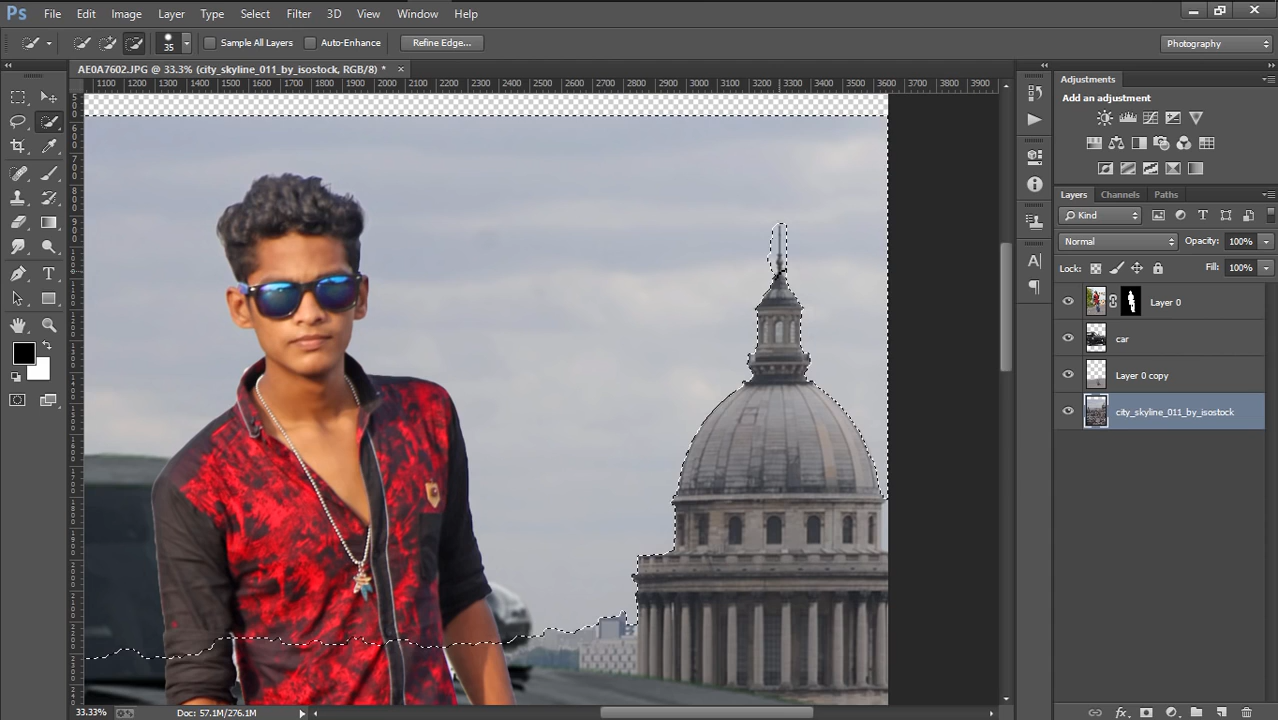 Ps File Edit Image Layer Type Select Filter 3D View Window Help
35 Sample All Layers Auto-Enhance Refine Edge... Photography
AE0A7602.JPG @ 33.3% (city_skyline_011_by_isostock, RGB/8) * ×
1100 1200 1300 1400 1500 1600 1700 1800 1900 2000 2100 2200 2300 2400 2500 2600 2700 2800 2900 3000 3100 3200 3300 3400 3500 3600 3700 3800 3900
Adjustments
Add an adjustment
Layers Channels Paths
Kind
Normal Opacity: 100%
Lock: Fill: 100%
Layer 0
car
Layer 0 copy
city_skyline_011_by_isostock
33.33% Doc: 57.1M/276.1M